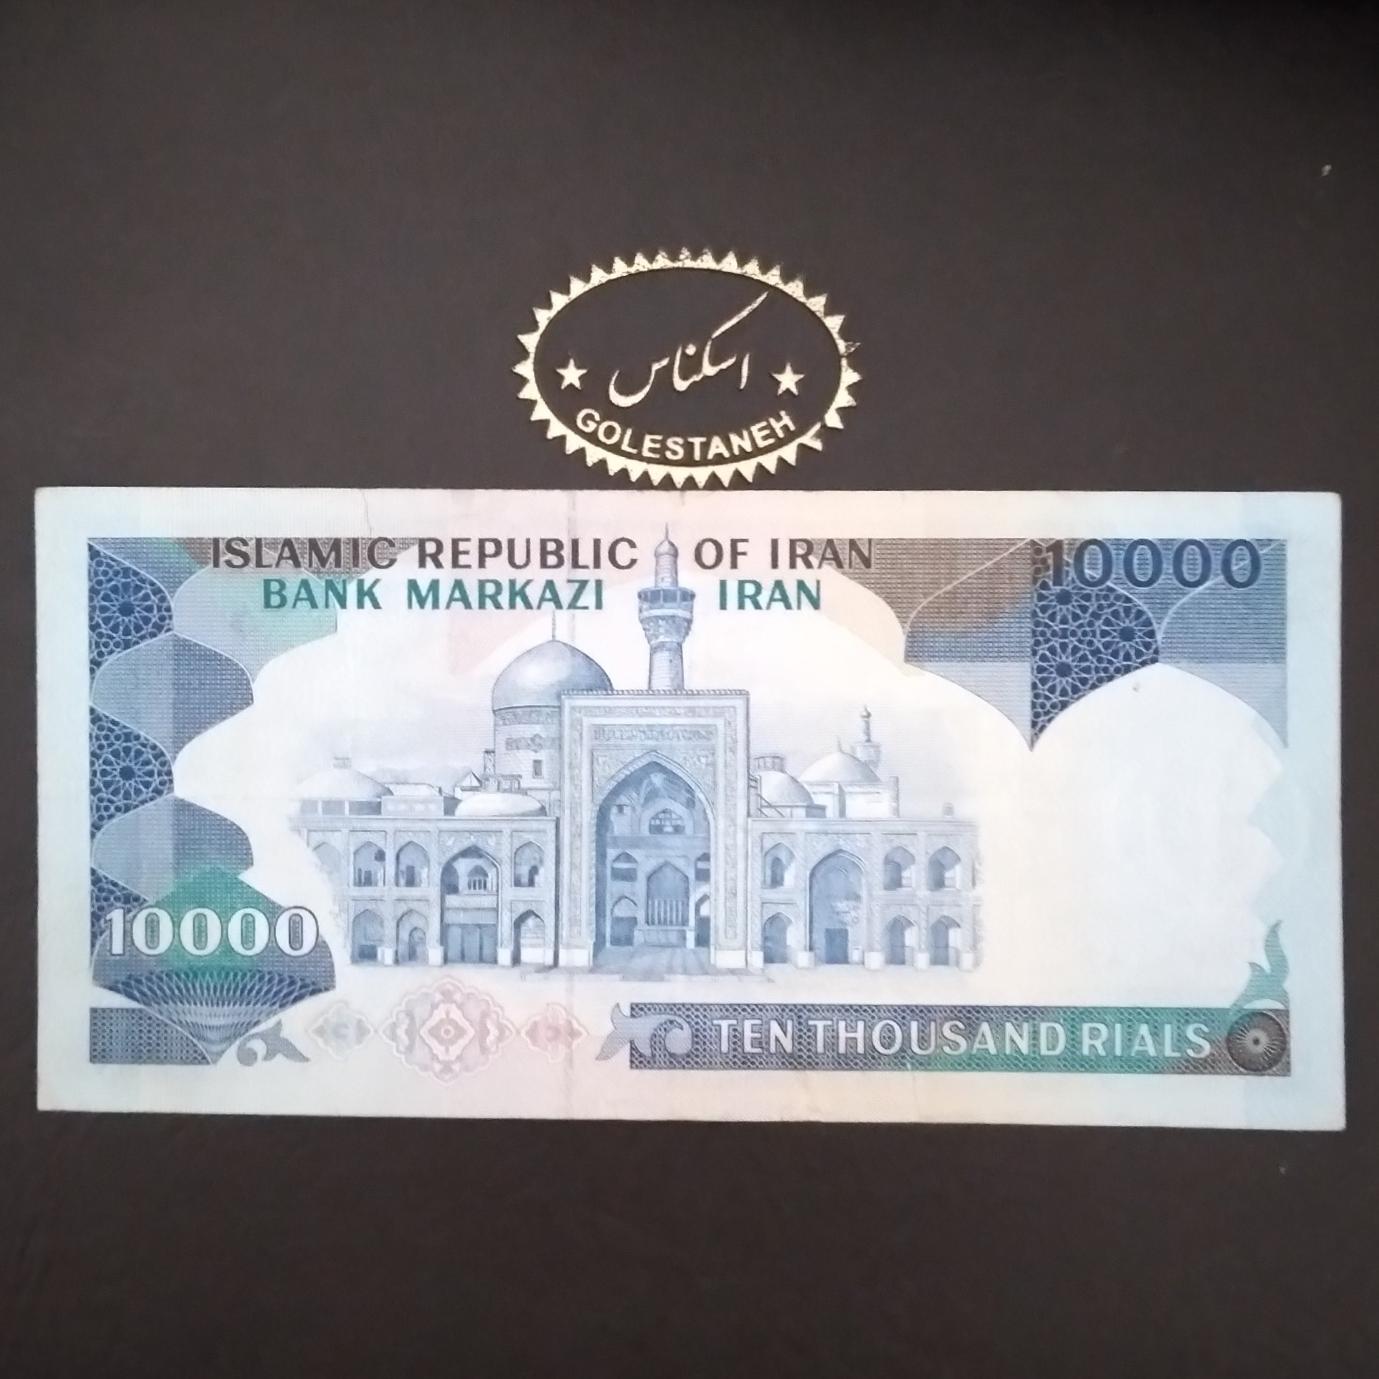 اسکناس
GOLESTANEH
ISLAMIC REPUBLIC OF IRAN
10000
BANK MARKAZI IRAN
10000
TEN THOUSAND RIALS